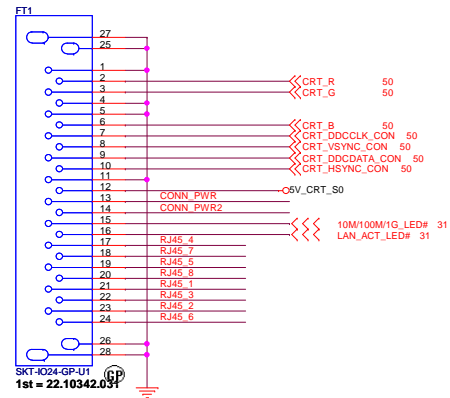 FT1
27
25
1
2 CRT_R 50
3 CRT_G 50
4
5
6 CRT_B 50
7 CRT_DDCCLK_CON 50
8 CRT_VSYNC_CON 50
9 CRT_DDCDATA_CON 50
10 CRT_HSYNC_CON 50
11
12 5V_CRT_S0
13 CONN_PWR
14 CONN_PWR2
15 10M/100M/1G_LED# 31
16 LAN_ACT_LED# 31
17 RJ45_4
18 RJ45_7
19 RJ45_5
20 RJ45_8
21 RJ45_1
22 RJ45_3
23 RJ45_2
24 RJ45_6
26
28
SKT-IO24-GP-U1
GP
1st = 22.10342.031